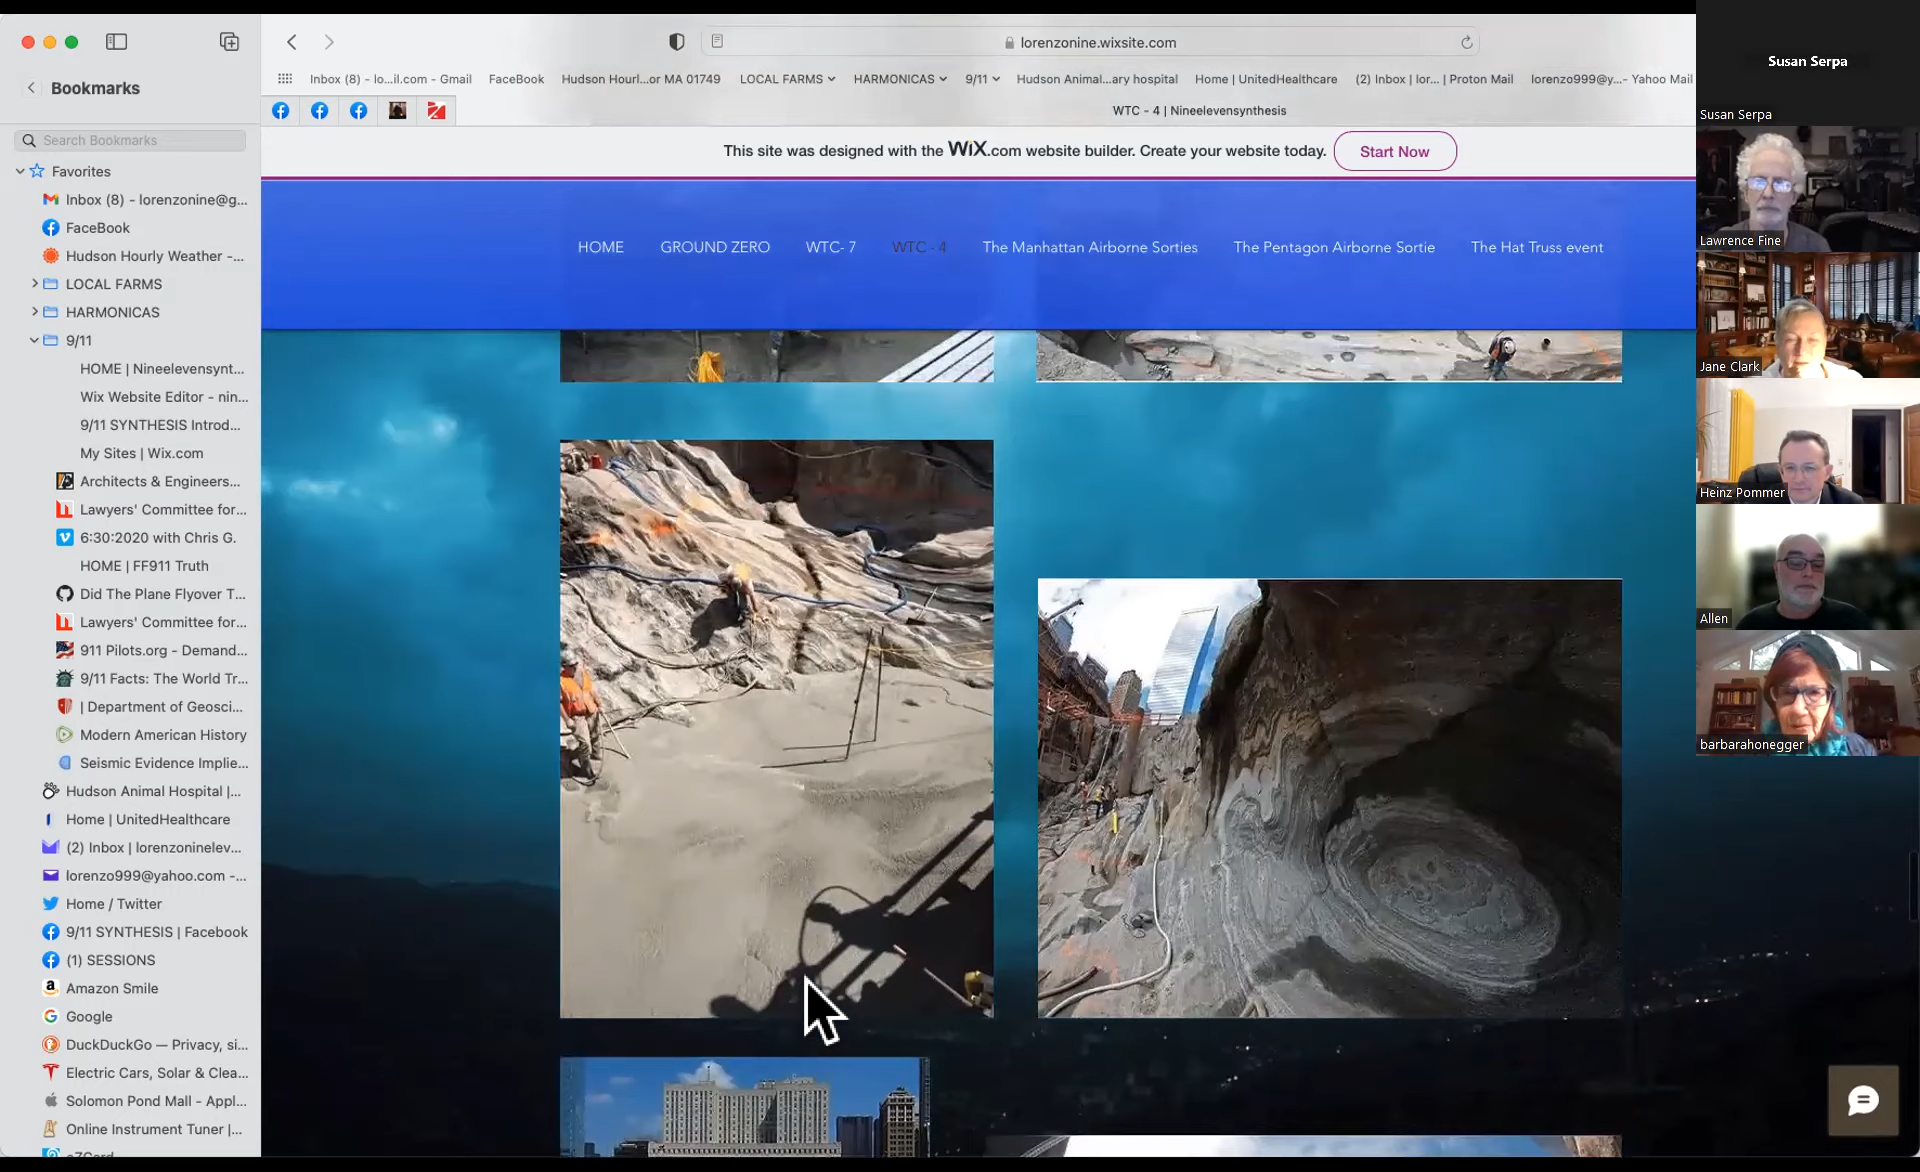 lorenzonine.wixsite.com
Inbox (8) - lo...il.com - Gmail
FaceBook
Hudson Hourl...or MA 01749
LOCAL FARMS
HARMONICAS
9/11
Hudson Animal...ary hospital
Home | UnitedHealthcare
(2) Inbox | lor... | Proton Mail
lorenzo999@y...- Yahoo Mail
WTC - 4 | Nineelevensynthesis
This site was designed with the WiX.com website builder. Create your website today.
Start Now
HOME
GROUND ZERO
WTC- 7
WTC - 4
The Manhattan Airborne Sorties
The Pentagon Airborne Sortie
The Hat Truss event
Bookmarks
Search Bookmarks
Favorites
Inbox (8) - lorenzonine@g...
FaceBook
Hudson Hourly Weather -...
LOCAL FARMS
HARMONICAS
9/11
HOME | Nineelevensynt...
Wix Website Editor - nin...
9/11 SYNTHESIS Introd...
My Sites | Wix.com
Architects & Engineers...
Lawyers' Committee for...
6:30:2020 with Chris G.
HOME | FF911 Truth
Did The Plane Flyover T...
Lawyers' Committee for...
911 Pilots.org - Demand...
9/11 Facts: The World Tr...
| Department of Geosci...
Modern American History
Seismic Evidence Implie...
Hudson Animal Hospital |...
Home | UnitedHealthcare
(2) Inbox | lorenzoninelev...
lorenzo999@yahoo.com -...
Home / Twitter
9/11 SYNTHESIS | Facebook
(1) SESSIONS
Amazon Smile
Google
DuckDuckGo — Privacy, si...
Electric Cars, Solar & Clea...
Solomon Pond Mall - Appl...
Online Instrument Tuner |...
Susan Serpa
Susan Serpa
Lawrence Fine
Jane Clark
Heinz Pommer
Allen
barbarahonegger